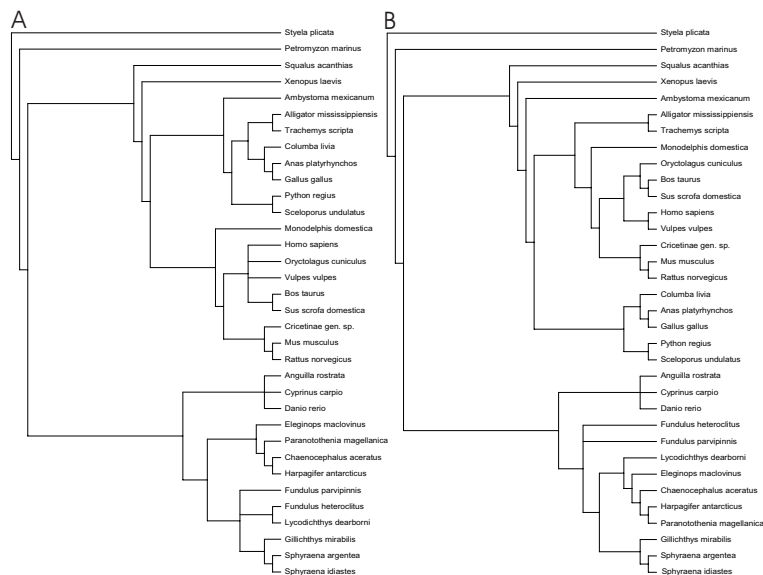 A
Styela plicata
Petromyzon marinus
Squalus acanthias
Xenopus laevis
Ambystoma mexicanum
Alligator mississippiensis
Trachemys scripta
Columba livia
Anas platyrhynchos
Gallus gallus
Python regius
Sceloporus undulatus
Monodelphis domestica
Homo sapiens
Oryctolagus cuniculus
Vulpes vulpes
Bos taurus
Sus scrofa domestica
Cricetinae gen. sp.
Mus musculus
Rattus norvegicus
Anguilla rostrata
Cyprinus carpio
Danio rerio
Eleginops maclovinus
Paranotothenia magellanica
Chaenocephalus aceratus
Harpagifer antarcticus
Fundulus parvipinnis
Fundulus heteroclitus
Lycodichthys dearborni
Gillichthys mirabilis
Sphyraena argentea
Sphyraena idiastes
B
Styela plicata
Petromyzon marinus
Squalus acanthias
Xenopus laevis
Ambystoma mexicanum
Alligator mississippiensis
Trachemys scripta
Monodelphis domestica
Oryctolagus cuniculus
Bos taurus
Sus scrofa domestica
Homo sapiens
Vulpes vulpes
Cricetinae gen. sp.
Mus musculus
Rattus norvegicus
Columba livia
Anas platyrhynchos
Gallus gallus
Python regius
Sceloporus undulatus
Anguilla rostrata
Cyprinus carpio
Danio rerio
Fundulus heteroclitus
Fundulus parvipinnis
Lycodichthys dearborni
Eleginops maclovinus
Chaenocephalus aceratus
Harpagifer antarcticus
Paranotothenia magellanica
Gillichthys mirabilis
Sphyraena argentea
Sphyraena idiastes